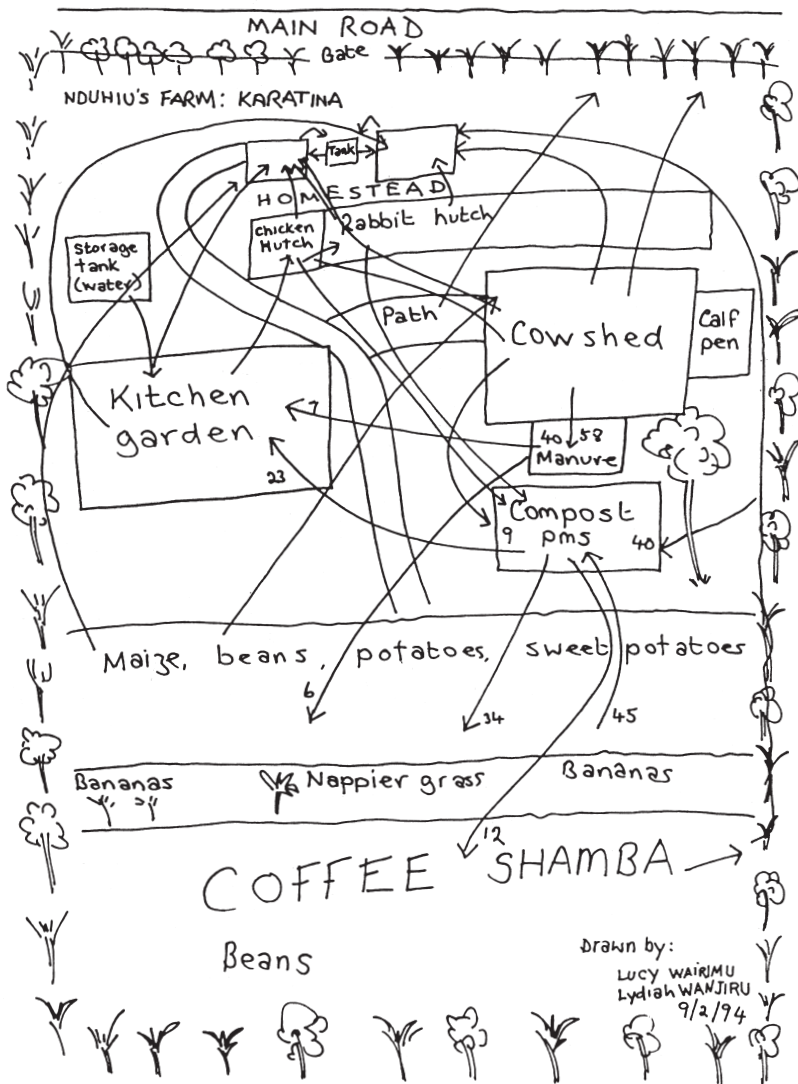 MAIN ROAD
Gate
NDUHIU'S FARM: KARATINA
Tank
HOMESTEAD
Rabbit hutch
Chicken
Hutch
Storage
tank
(water)
Path
Cowshed
Calf
pen
Kitchen
garden
7
40 58
Manure
23
Compost
9 pms 40
Maize, beans, potatoes, sweet potatoes
6
34
45
Bananas
Nappier grass
Bananas
12
COFFEE SHAMBA
Beans
Drawn by:
LUCY WAIRIMU
Lydiah WANJIRU
9/2/94